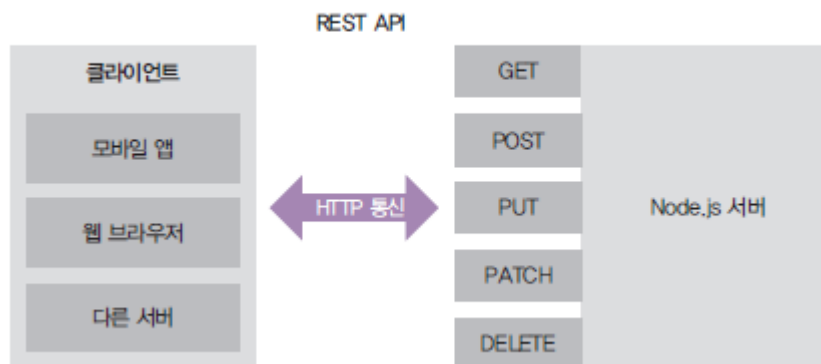 REST API
클라이언트
모바일 앱
웹 브라우저
다른 서버
HTTP 통신
GET
POST
PUT
PATCH
DELETE
Node.js 서버